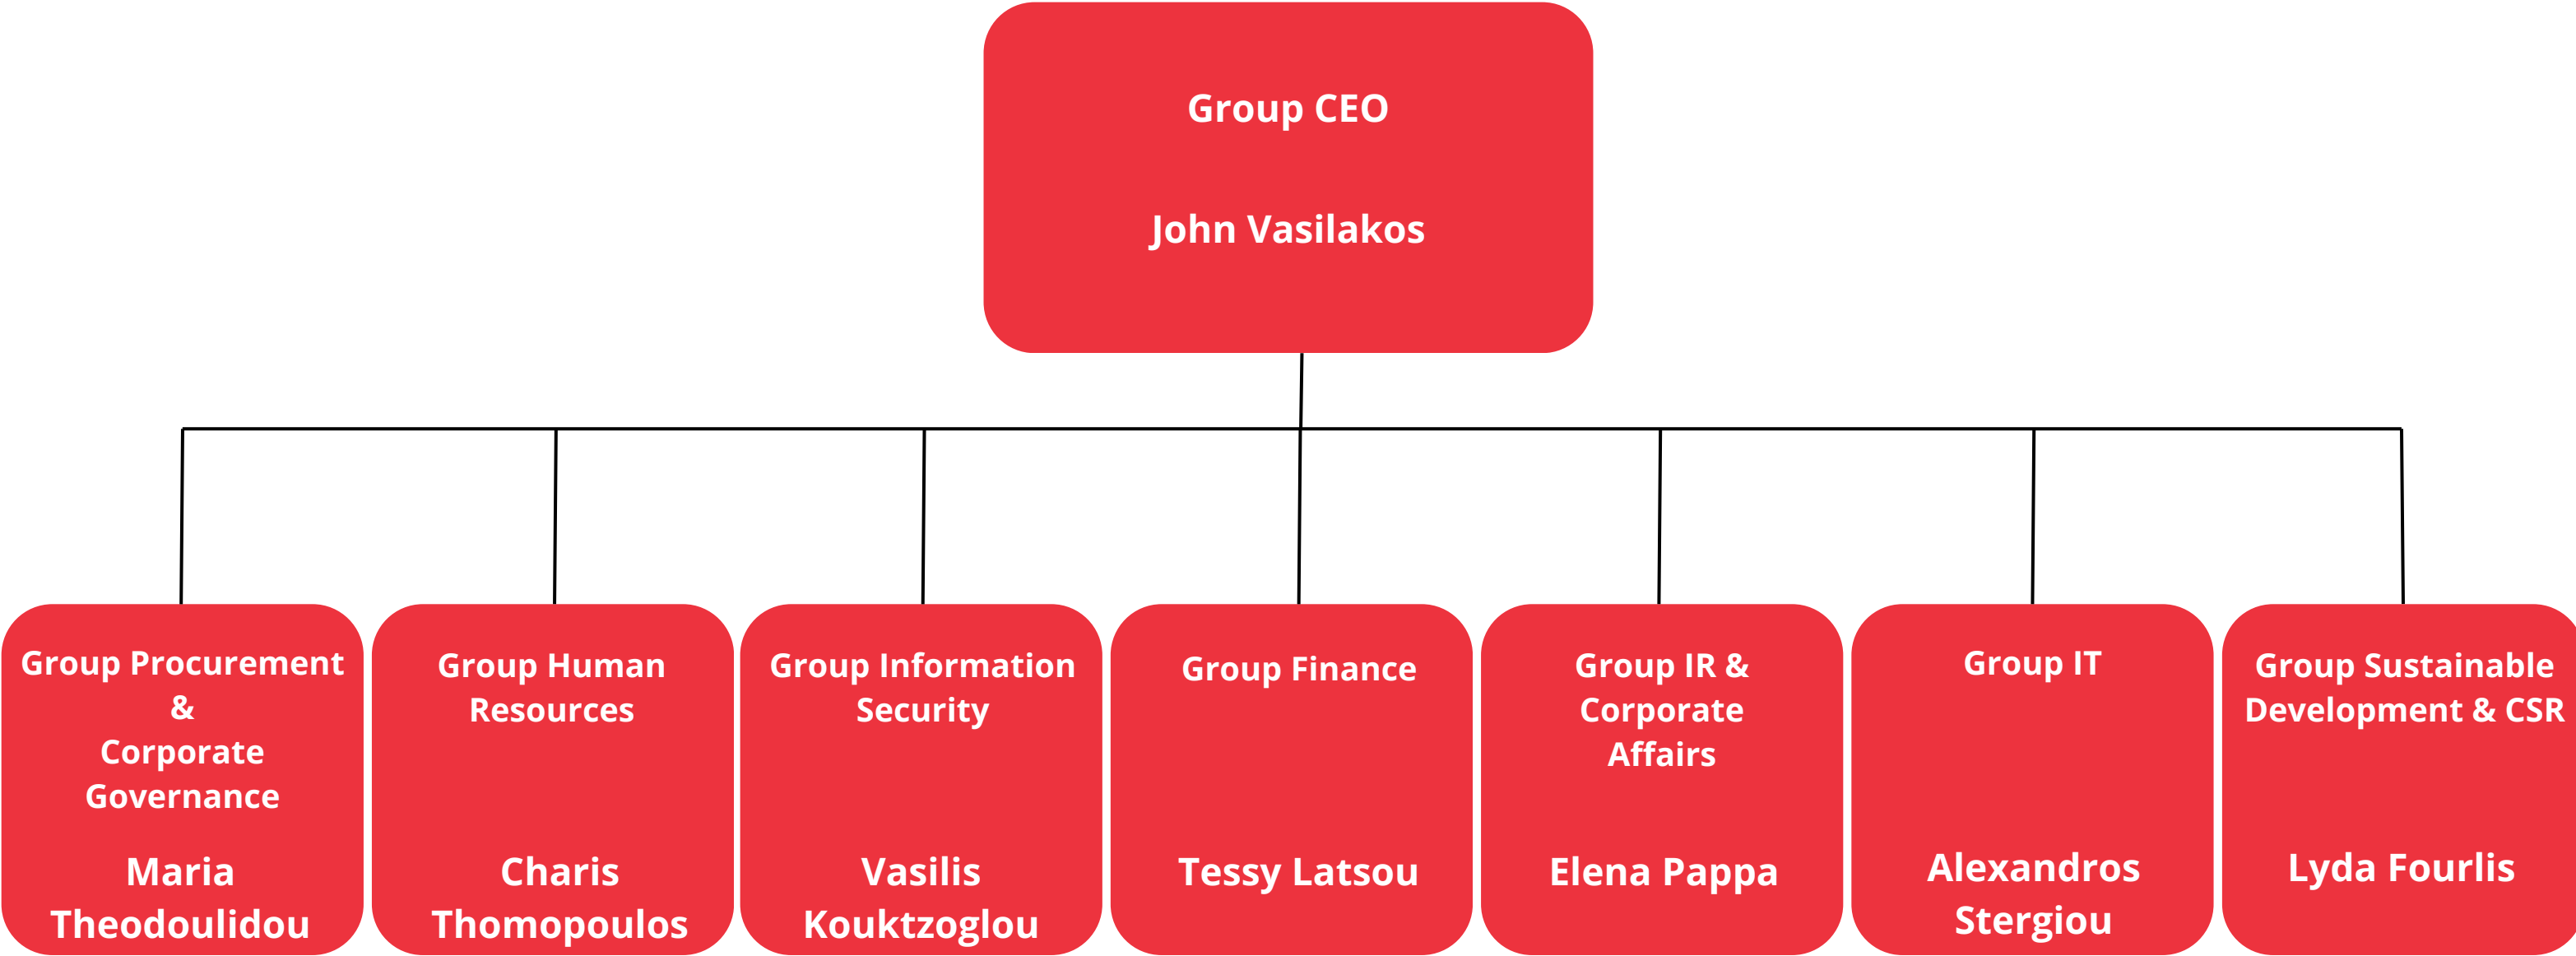 Group CEO
John Vasilakos
Group Procurement
&
Corporate
Governance
Maria
Theodoulidou
Group Human
Resources
Charis
Thomopoulos
Group Information
Security
Vasilis
Kouktzoglou
Group Finance
Tessy Latsou
Group IR &
Corporate
Affairs
Elena Pappa
Group IT
Alexandros
Stergiou
Group Sustainable
Development & CSR
Lyda Fourlis